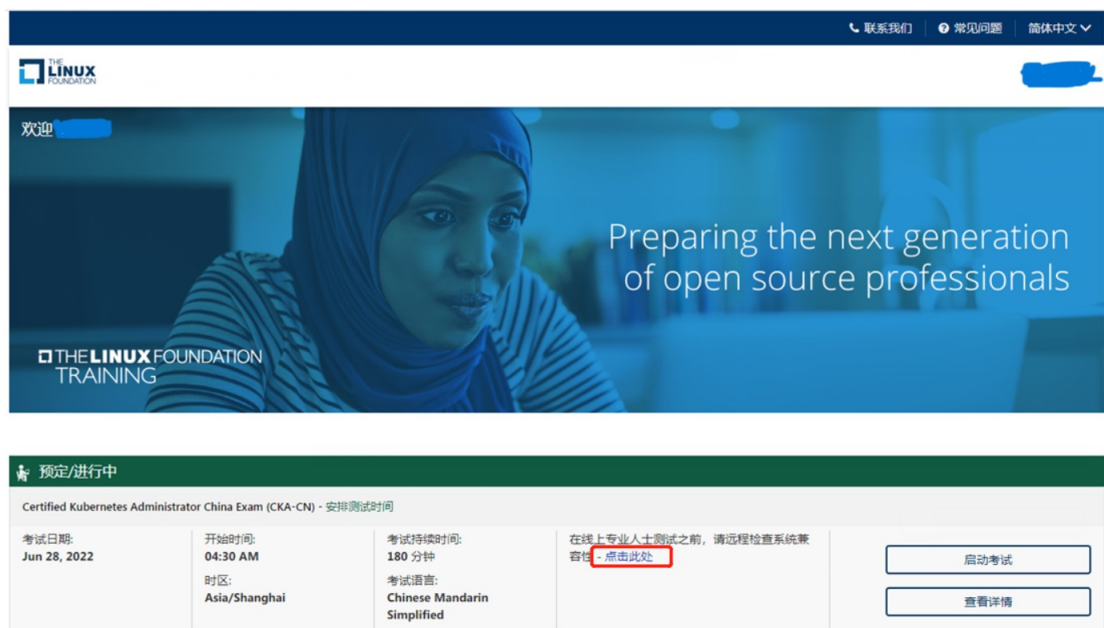 联系我们
常见问题
简体中文
THE
LINUX
FOUNDATION
欢迎
Preparing the next generation
of open source professionals
THE LINUX FOUNDATION
TRAINING
预定/进行中
Certified Kubernetes Administrator China Exam (CKA-CN) - 安排测试时间
考试日期:
Jun 28, 2022
开始时间:
04:30 AM
时区:
Asia/Shanghai
考试持续时间:
180 分钟
考试语言:
Chinese Mandarin
Simplified
在线上专业人士测试之前，请远程检查系统兼
容性 - 点击此处
启动考试
查看详情